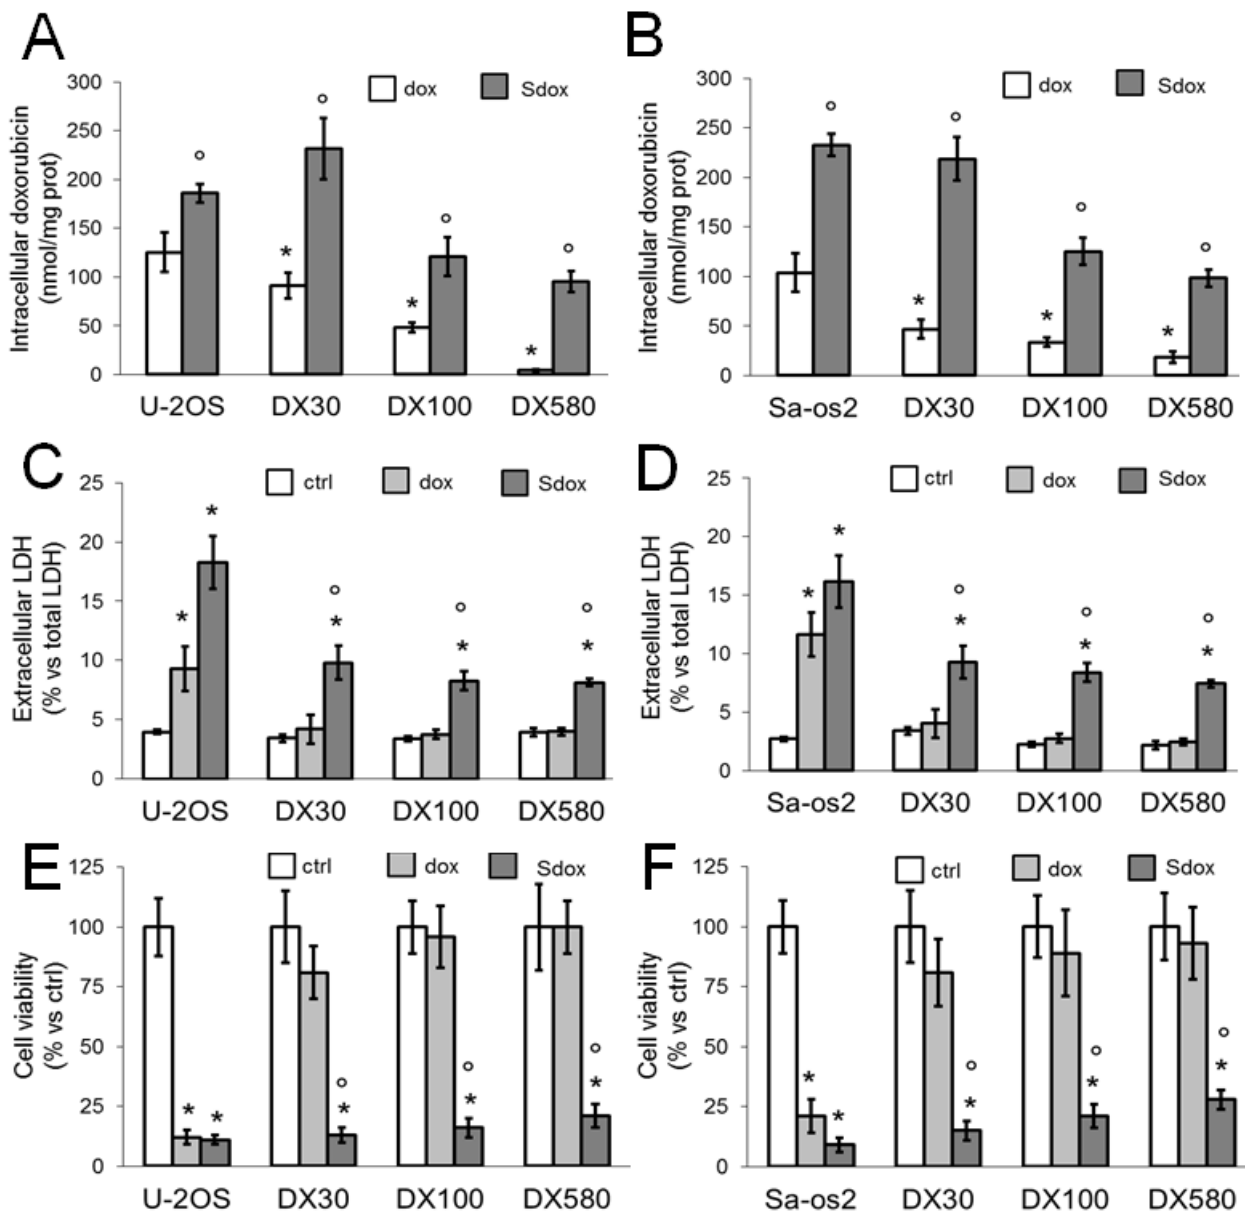 A
Intracellular doxorubicin
(nmol/mg prot)
dox
Sdox
300
250
200
150
100
50
0
° * ° * ° * °
U-2OS
DX30
DX100
DX580
B
Intracellular doxorubicin
(nmol/mg prot)
dox
Sdox
300
250
200
150
100
50
0
° * ° * ° * °
Sa-os2
DX30
DX100
DX580
C
Extracellular LDH
(% vs total LDH)
ctrl
dox
Sdox
25
20
15
10
5
0
* * ° * ° * ° *
U-2OS
DX30
DX100
DX580
D
Extracellular LDH
(% vs total LDH)
ctrl
dox
Sdox
25
20
15
10
5
0
* * ° * ° * ° *
Sa-os2
DX30
DX100
DX580
E
Cell viability
(% vs ctrl)
ctrl
dox
Sdox
125
100
75
50
25
0
* * ° * ° * ° *
U-2OS
DX30
DX100
DX580
F
Cell viability
(% vs ctrl)
ctrl
dox
Sdox
125
100
75
50
25
0
* * ° * ° * ° *
Sa-os2
DX30
DX100
DX580